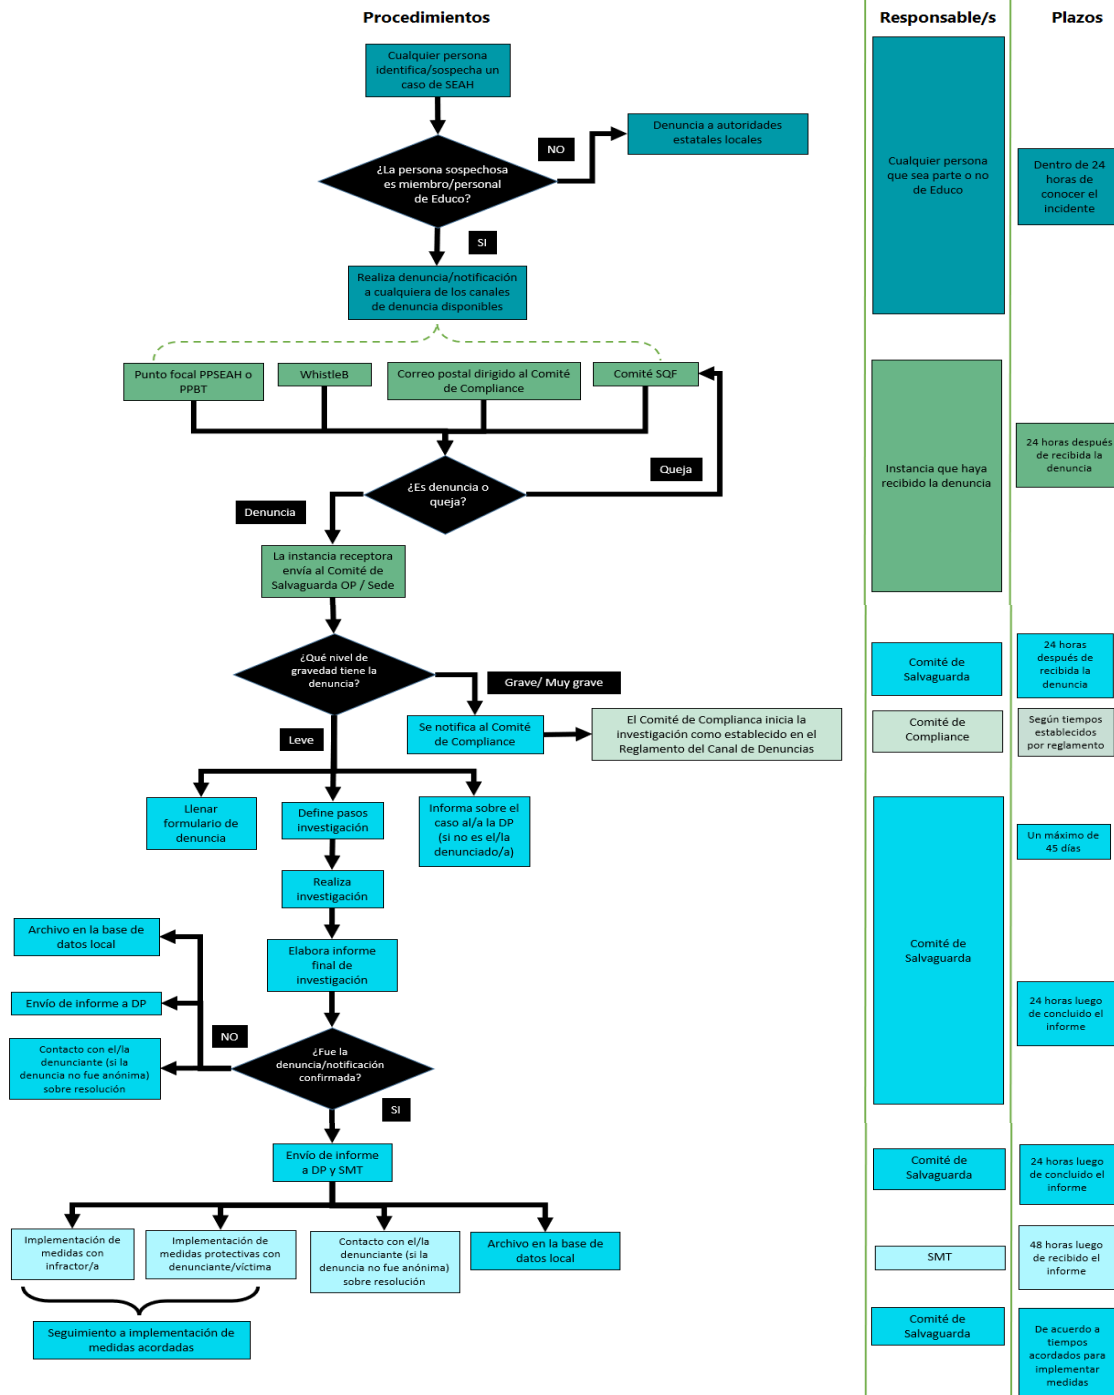 Procedimientos
Responsable/s
Plazos
Cualquier persona
identifica/sospecha un
caso de SEAH
Denuncia a autoridades
estatales locales
NO
¿La persona sospechosa
es miembro/personal
de Educo?
Cualquier persona
que sea parte o no
de Educo
Dentro de 24
horas de
conocer el
incidente
SI
Realiza denuncia/notificación
a cualquiera de los canales
de denuncia disponibles
Punto focal PPSEAH o
PPBT
WhistleB
Correo postal dirigido al Comité
de Compliance
Comité SQF
Queja
¿Es denuncia o
queja?
Instancia que haya
recibido la denuncia
24 horas después
de recibida la
denuncia
Denuncia
La instancia receptora
envía al Comité de
Salvaguarda OP / Sede
¿Qué nivel de
gravedad tiene la
denuncia?
Grave/ Muy grave
Comité de
Salvaguarda
24 horas
después de
recibida la
denuncia
Leve
Se notifica al Comité
de Compliance
El Comité de Complianca inicia la
investigación como establecido en el
Reglamento del Canal de Denuncias
Comité de
Compliance
Según tiempos
establecidos
por reglamento
Llenar
formulario de
denuncia
Define pasos
investigación
Informa sobre el
caso al/a la DP
(si no es el/la
denunciado/a)
Un máximo de
45 días
Realiza
investigación
Archivo en la base de
datos local
Elabora informe
final de
investigación
Comité de
Salvaguarda
Envío de informe a DP
24 horas luego
de concluido el
informe
NO
Contacto con el/la
denunciante (si la
denuncia no fue anónima)
sobre resolución
¿Fue la
denuncia/notificación
confirmada?
SI
Envío de informe
a DP y SMT
Comité de
Salvaguarda
24 horas luego
de concluido el
informe
Implementación de
medidas con
infractor/a
Implementación de
medidas protectivas con
denunciante/víctima
Contacto con el/la
denunciante (si la
denuncia no fue anónima)
sobre resolución
Archivo en la base de
datos local
SMT
48 horas luego
de recibido el
informe
Seguimiento a implementación de
medidas acordadas
Comité de
Salvaguarda
De acuerdo a
tiempos
acordados para
implementar
medidas